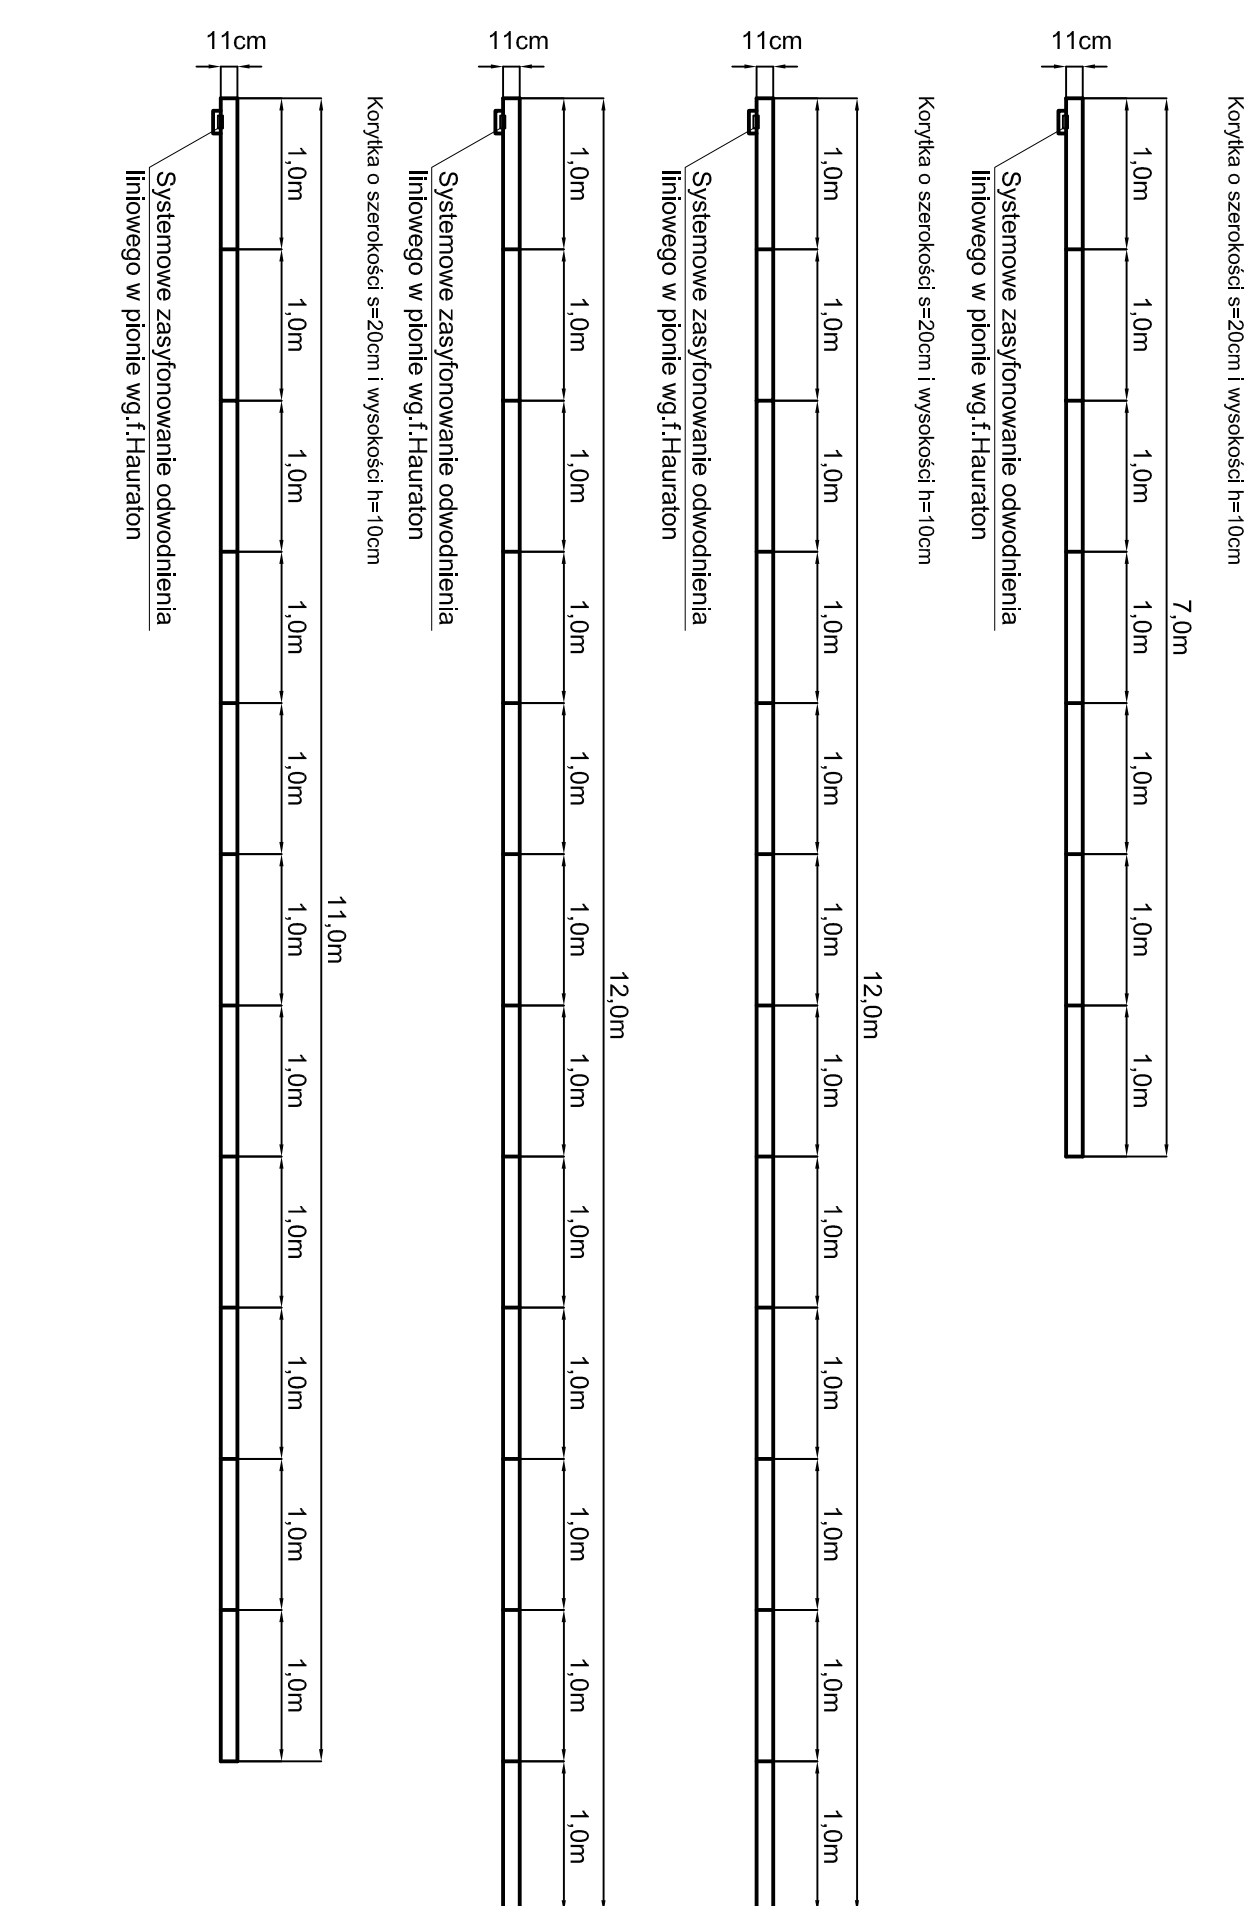 11cm
11cm
11cm
11cm
Korytka o szerokości s=20cm i wysokości h=10cm
1,0m
1,0m
1,0m
1,0m
1,0m
1,0m
1,0m
7,0m
Systemowe zasyfonowanie odwodnienia
liniowego w pionie wg.f.Hauraton
Korytka o szerokości s=20cm i wysokości h=10cm
1,0m
1,0m
1,0m
1,0m
1,0m
1,0m
1,0m
1,0m
1,0m
1,0m
1,0m
1,0m
12,0m
Systemowe zasyfonowanie odwodnienia
liniowego w pionie wg.f.Hauraton
1,0m
1,0m
1,0m
1,0m
1,0m
1,0m
1,0m
1,0m
1,0m
1,0m
1,0m
1,0m
12,0m
Systemowe zasyfonowanie odwodnienia
liniowego w pionie wg.f.Hauraton
Korytka o szerokości s=20cm i wysokości h=10cm
1,0m
1,0m
1,0m
1,0m
1,0m
1,0m
1,0m
1,0m
1,0m
1,0m
1,0m
11,0m
Systemowe zasyfonowanie odwodnienia
liniowego w pionie wg.f.Hauraton